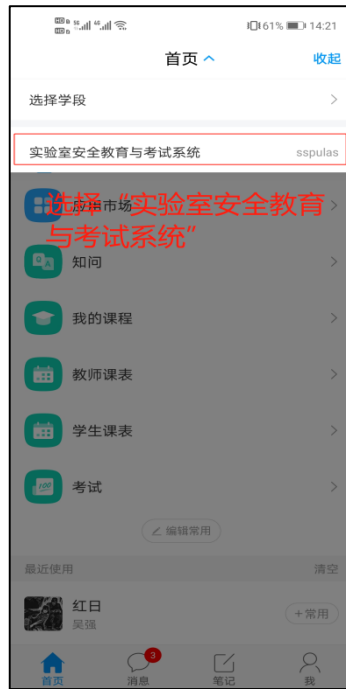 61% 14:21
首页
收起
选择学段
实验室安全教育与考试系统 sspulas
应用市场
选择“实验室安全教育
与考试系统”
知问
我的课程
教师课表
学生课表
考试
编辑常用
最近使用 清空
红日
吴强
+常用
3
首页 消息 笔记 我